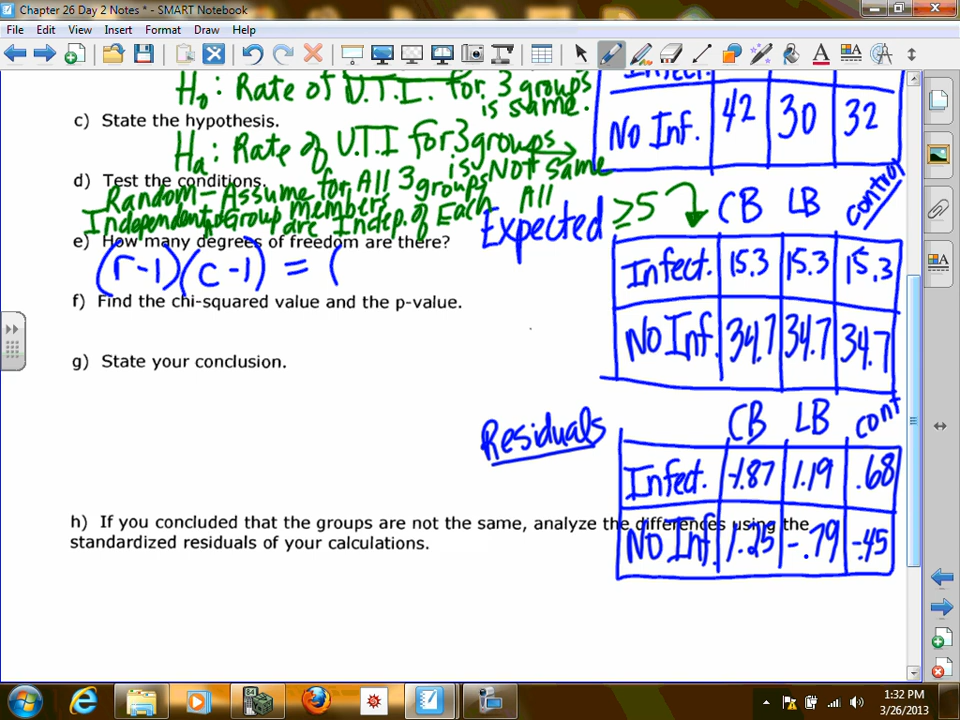 Chapter 26 Day 2 Notes * - SMART Notebook
File Edit View Insert Format Draw Help
H₀: Rate of U.T.I. for 3 groups
is same.
c) State the hypothesis.
Hₐ: Rate of U.T.I for 3 groups
is Not same
d) Test the conditions.
Random - Assume for All 3 groups
Independent of Group members
are Indep. of Each
e) How many degrees of freedom are there?
(r-1)(c-1) = (
f) Find the chi-squared value and the p-value.
g) State your conclusion.
h) If you concluded that the groups are not the same, analyze the differences using the
standardized residuals of your calculations.
Infect.
No Inf. 42 30 32
All
Expected ≥5 CB LB control
Infect. 15.3 15.3 15.3
No Inf. 34.7 34.7 34.7
Residuals CB LB cont
Infect. -1.87 1.19 .68
No Inf. 1.25 -.79 -.45
1:32 PM
3/26/2013